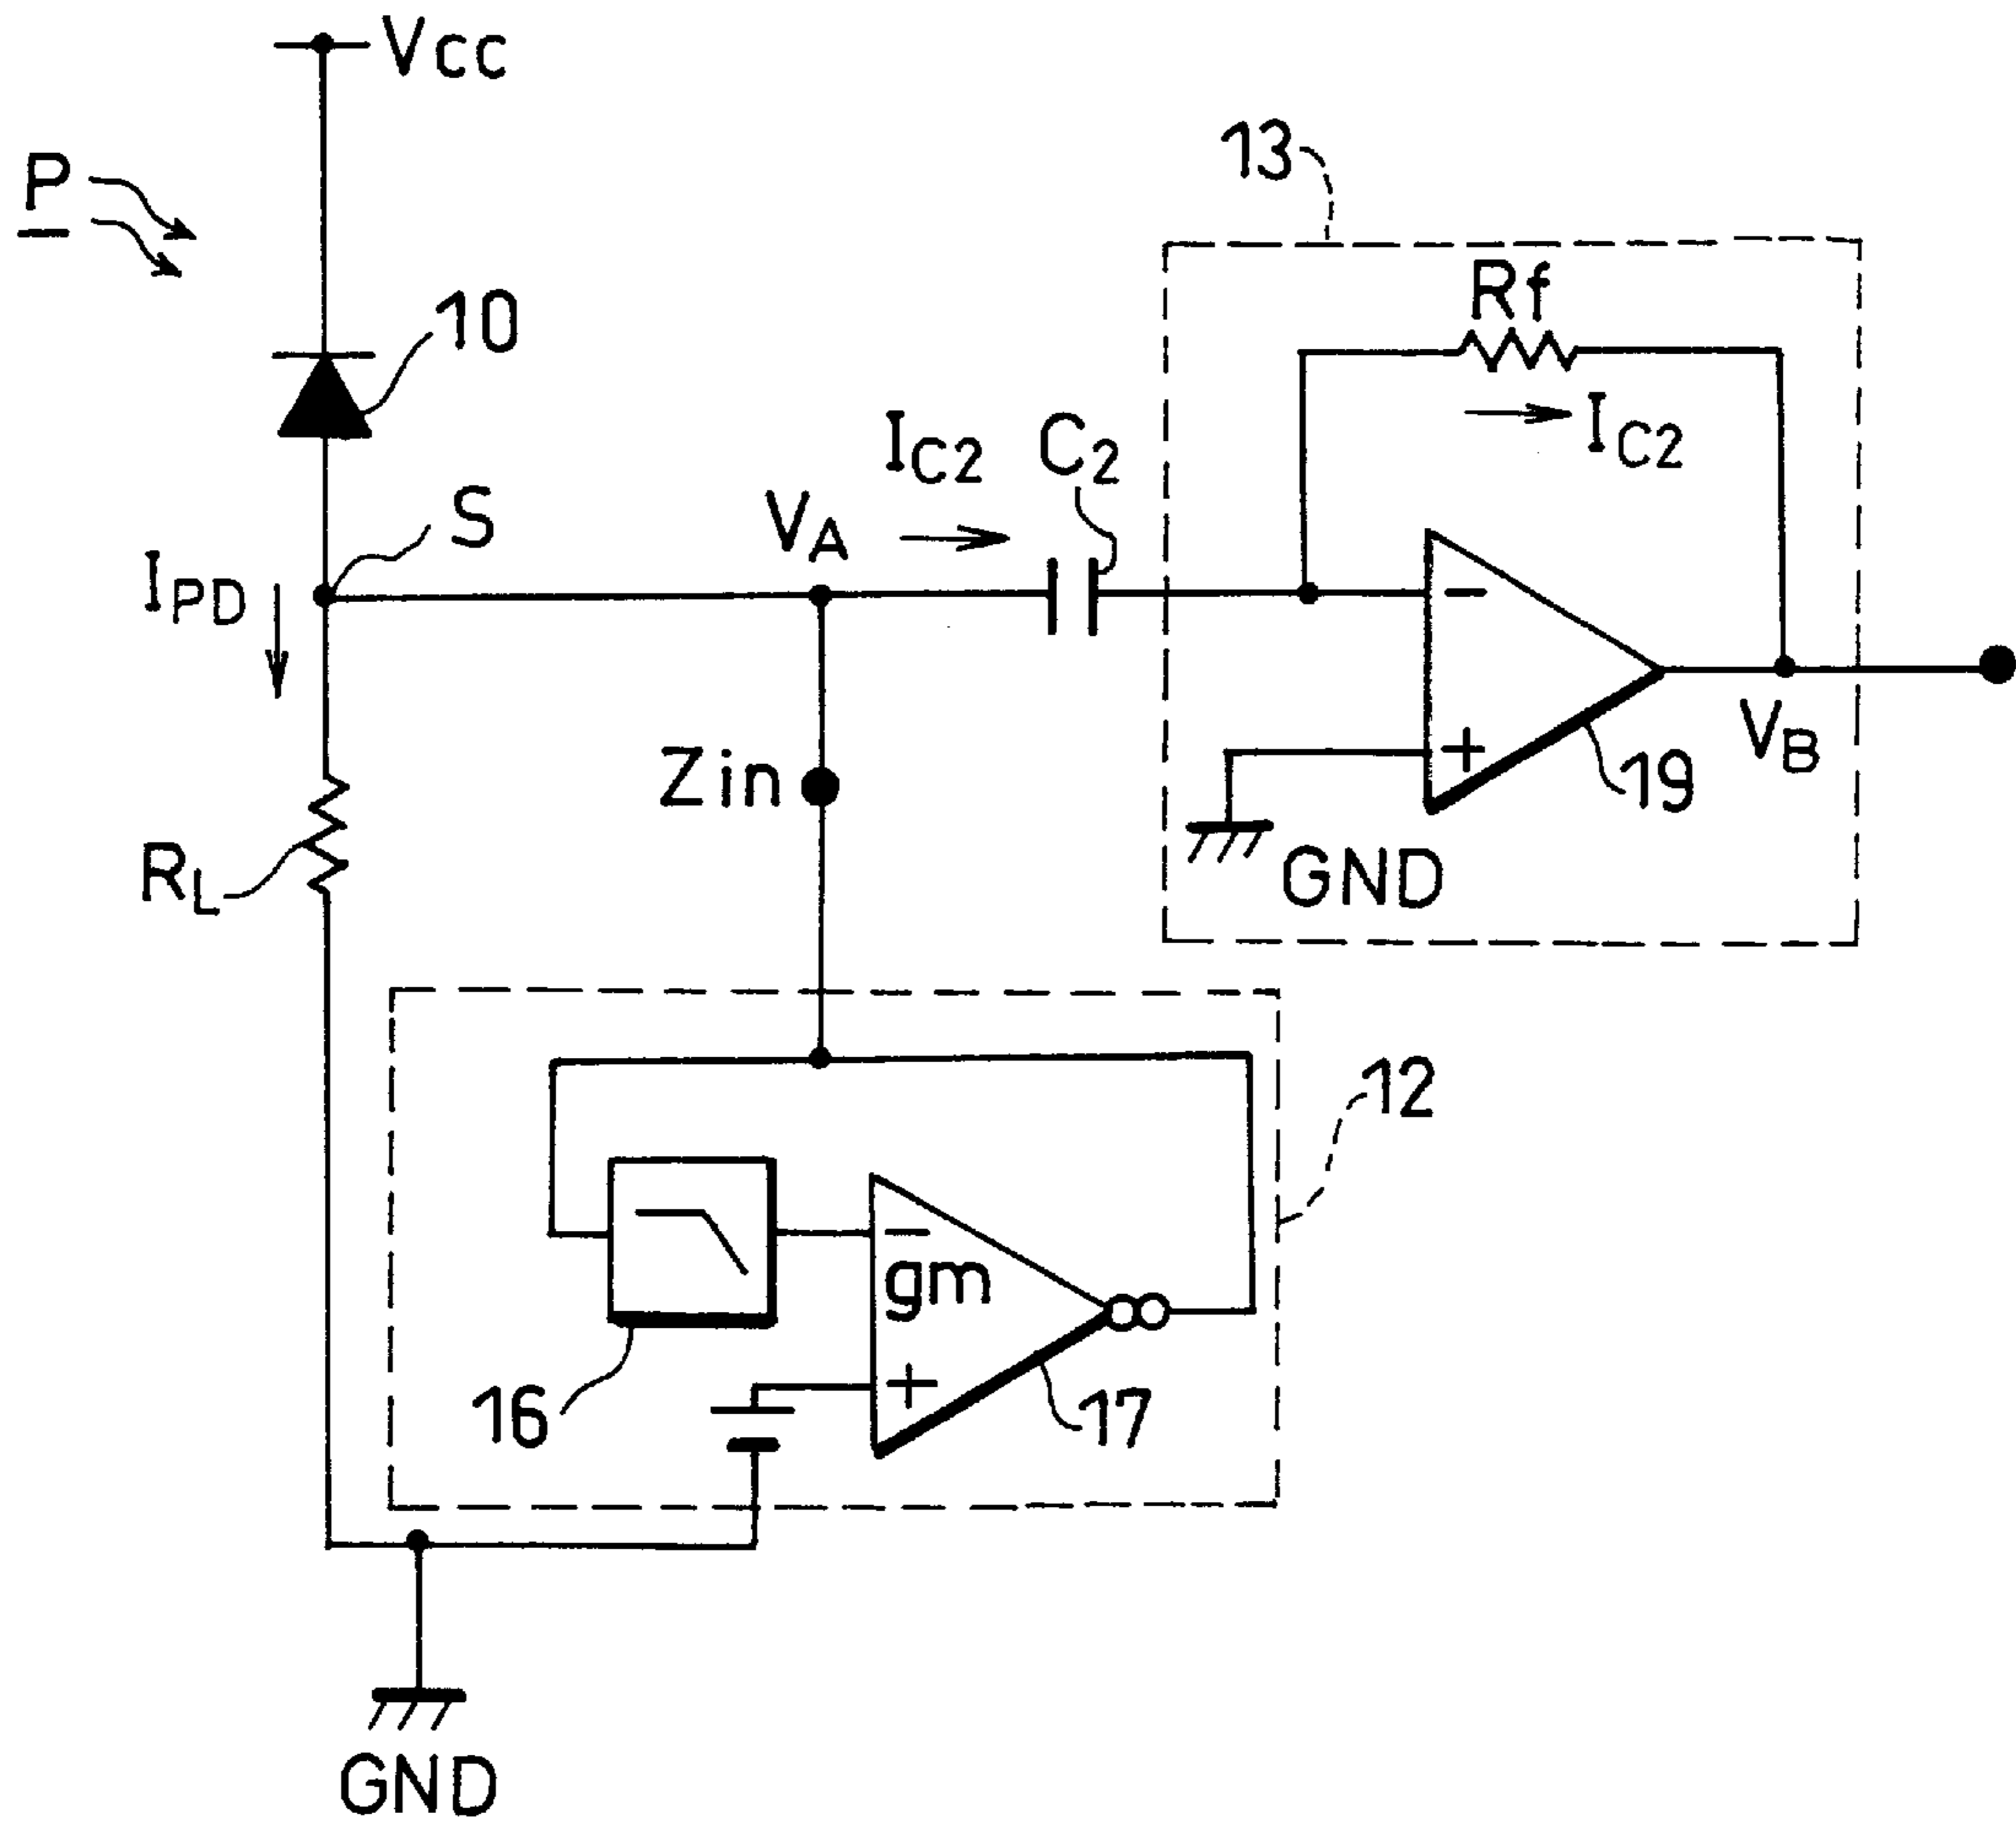 Vcc
P
13
Rf
10
IC2
C2
IC2
S
VA
IPD
−
Zin
+
VB
19
RL
GND
12
−
gm
16
+
17
GND